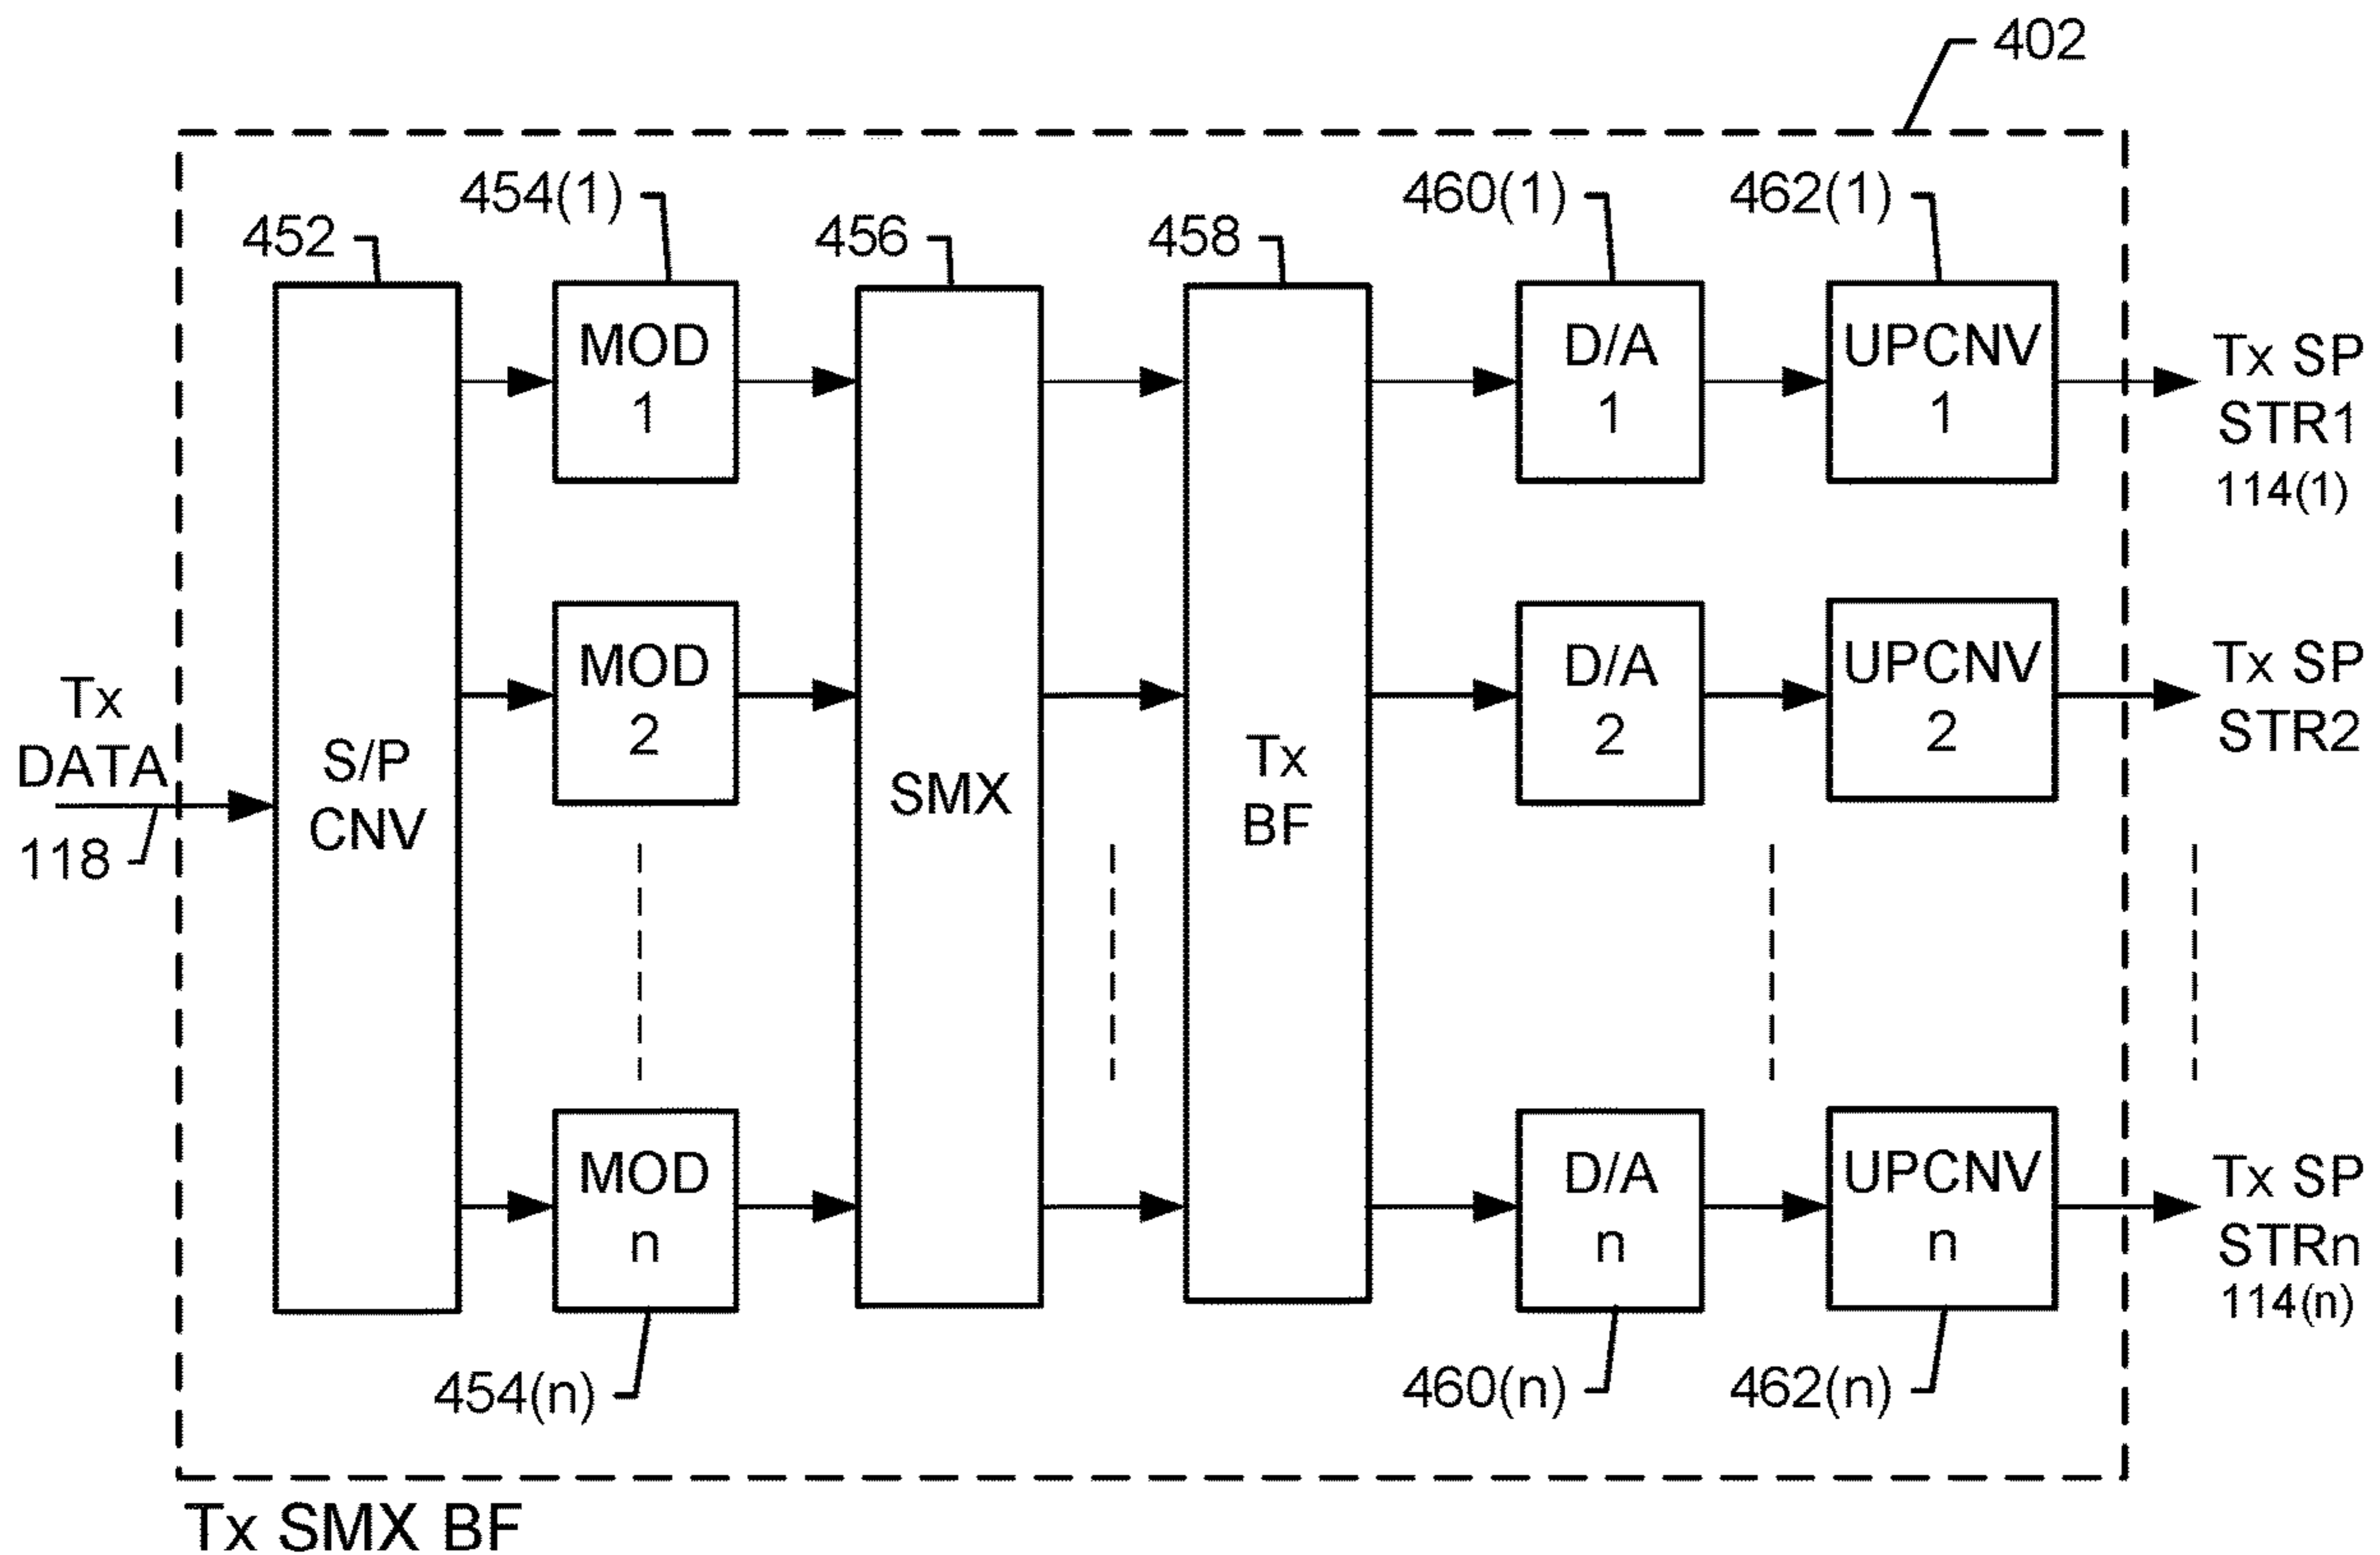 402
454(1)
460(1)
462(1)
452
456
458
MOD
1
D/A
1
UPCNV
1
Tx SP
STR1
114(1)
MOD
2
D/A
2
UPCNV
2
Tx SP
STR2
Tx
DATA
118
S/P
CNV
SMX
Tx
BF
MOD
n
D/A
n
UPCNV
n
Tx SP
STRn
114(n)
454(n)
460(n)
462(n)
Tx SMX BF